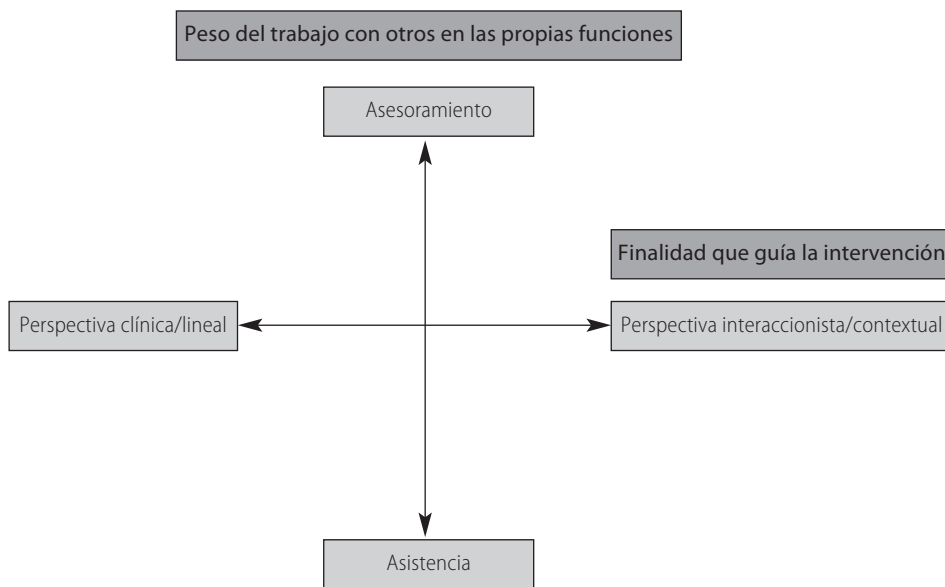 Peso del trabajo con otros en las propias funciones
Asesoramiento
Finalidad que guía la intervención
Perspectiva clínica/lineal
Perspectiva interaccionista/contextual
Asistencia